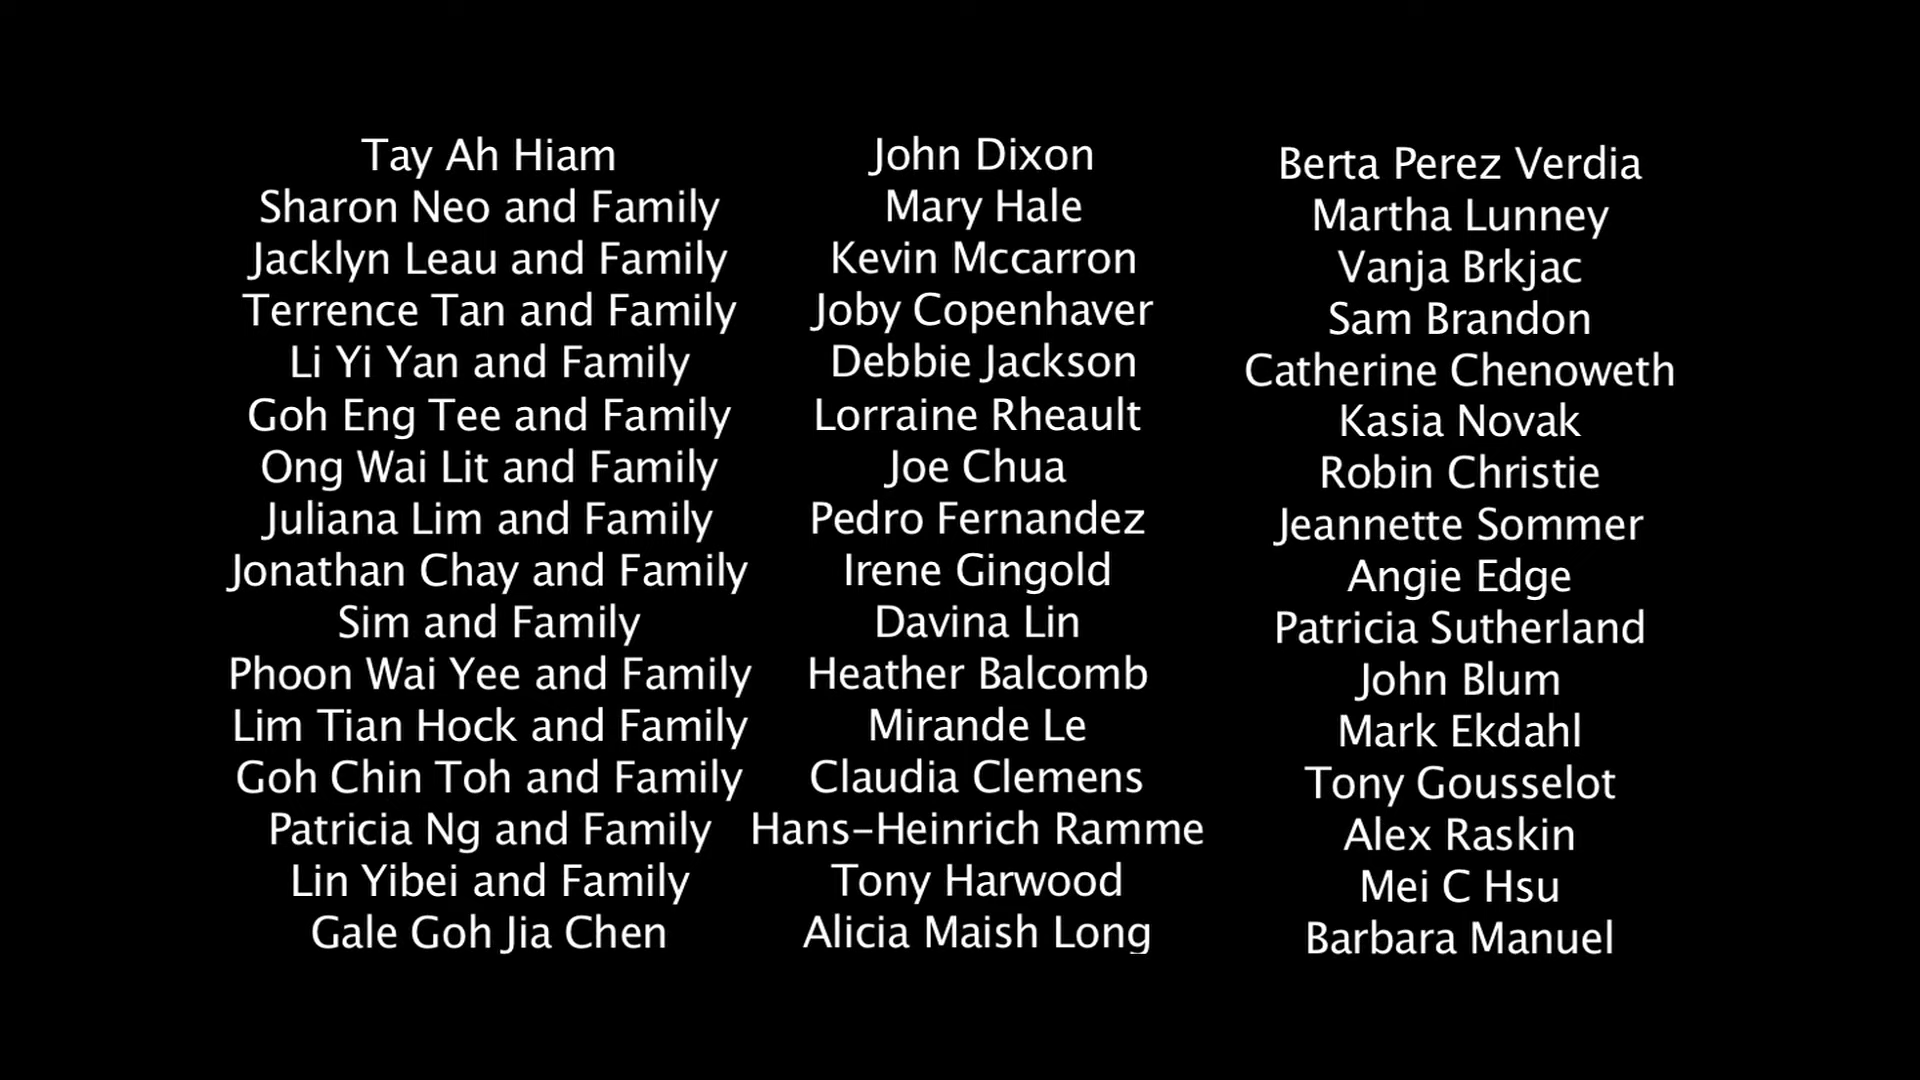 Tay Ah Hiam
Sharon Neo and Family
Jacklyn Leau and Family
Terrence Tan and Family
Li Yi Yan and Family
Goh Eng Tee and Family
Ong Wai Lit and Family
Juliana Lim and Family
Jonathan Chay and Family
Sim and Family
Phoon Wai Yee and Family
Lim Tian Hock and Family
Goh Chin Toh and Family
Patricia Ng and Family
Lin Yibei and Family
Gale Goh Jia Chen
John Dixon
Mary Hale
Kevin Mccarron
Joby Copenhaver
Debbie Jackson
Lorraine Rheault
Joe Chua
Pedro Fernandez
Irene Gingold
Davina Lin
Heather Balcomb
Mirande Le
Claudia Clemens
Hans-Heinrich Ramme
Tony Harwood
Alicia Maish Long
Berta Perez Verdia
Martha Lunney
Vanja Brkjac
Sam Brandon
Catherine Chenoweth
Kasia Novak
Robin Christie
Jeannette Sommer
Angie Edge
Patricia Sutherland
John Blum
Mark Ekdahl
Tony Gousselot
Alex Raskin
Mei C Hsu
Barbara Manuel